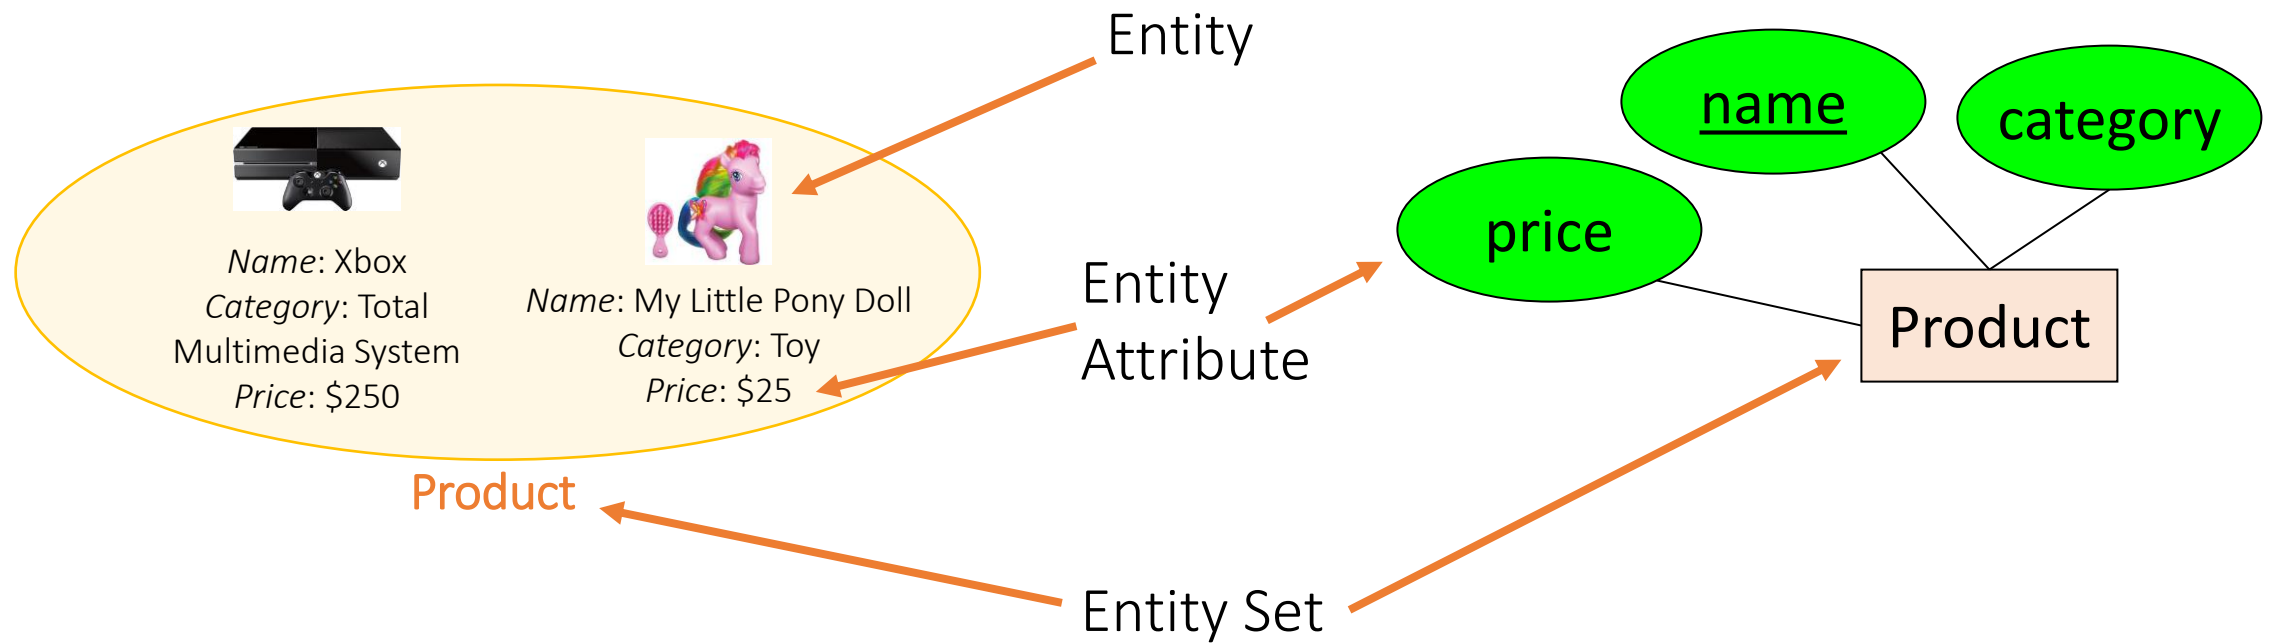 Entity
name
category
price
Name: Xbox
Category: Total
Multimedia System
Price: $250
Name: My Little Pony Doll
Category: Toy
Price: $25
Entity
Attribute
Product
Product
Entity Set